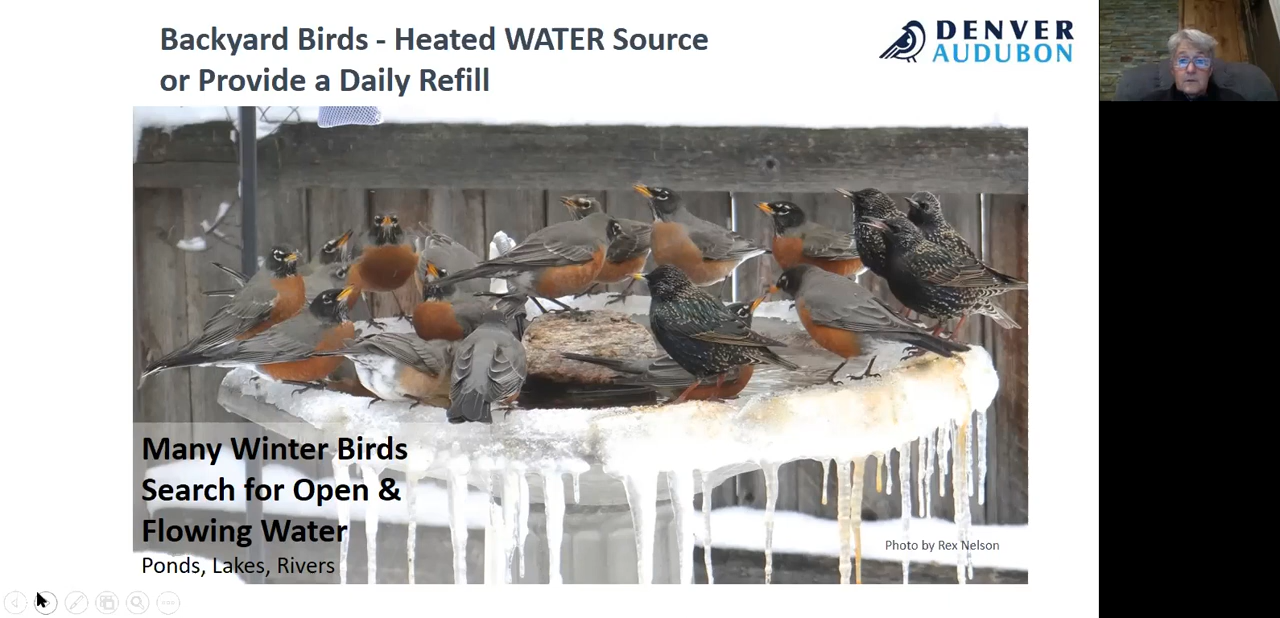 Backyard Birds - Heated WATER Source
or Provide a Daily Refill
DENVER
AUDUBON
Many Winter Birds
Search for Open &
Flowing Water
Ponds, Lakes, Rivers
Photo by Rex Nelson